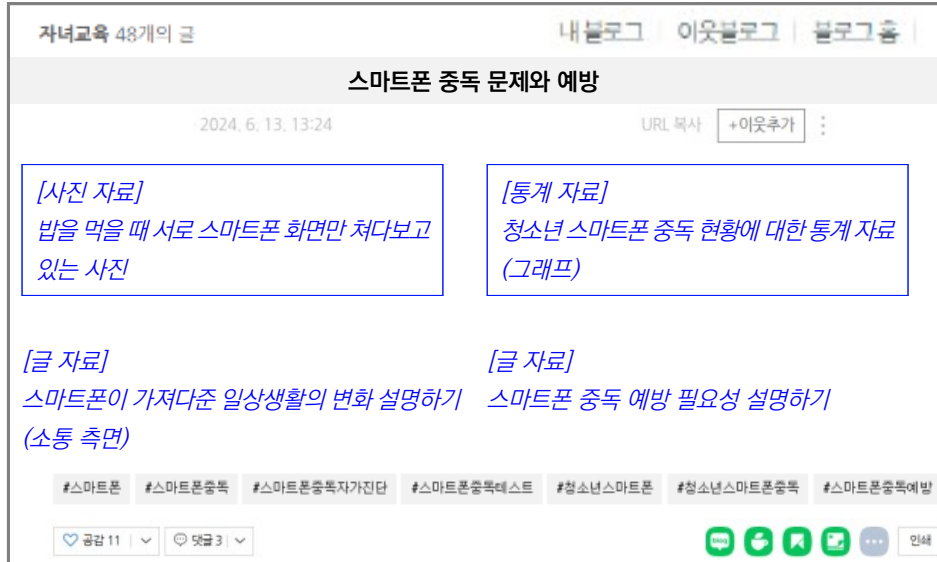 자녀교육 48개의 글
내 블로그 | 이웃블로그 | 블로그 홈 |
스마트폰 중독 문제와 예방
· 2024. 6. 13. 13:24
URL 복사 +이웃추가
[사진 자료]
밥을 먹을 때 서로 스마트폰 화면만 쳐다보고
있는 사진
[통계 자료]
청소년 스마트폰 중독 현황에 대한 통계 자료
(그래프)
[글 자료]
스마트폰이 가져다준 일상생활의 변화 설명하기
(소통 측면)
[글 자료]
스마트폰 중독 예방 필요성 설명하기
#스마트폰 #스마트폰중독 #스마트폰중독자가진단 #스마트폰중독테스트 #청소년스마트폰 #청소년스마트폰중독 #스마트폰중독예방
공감 11 댓글 3
blog 인쇄